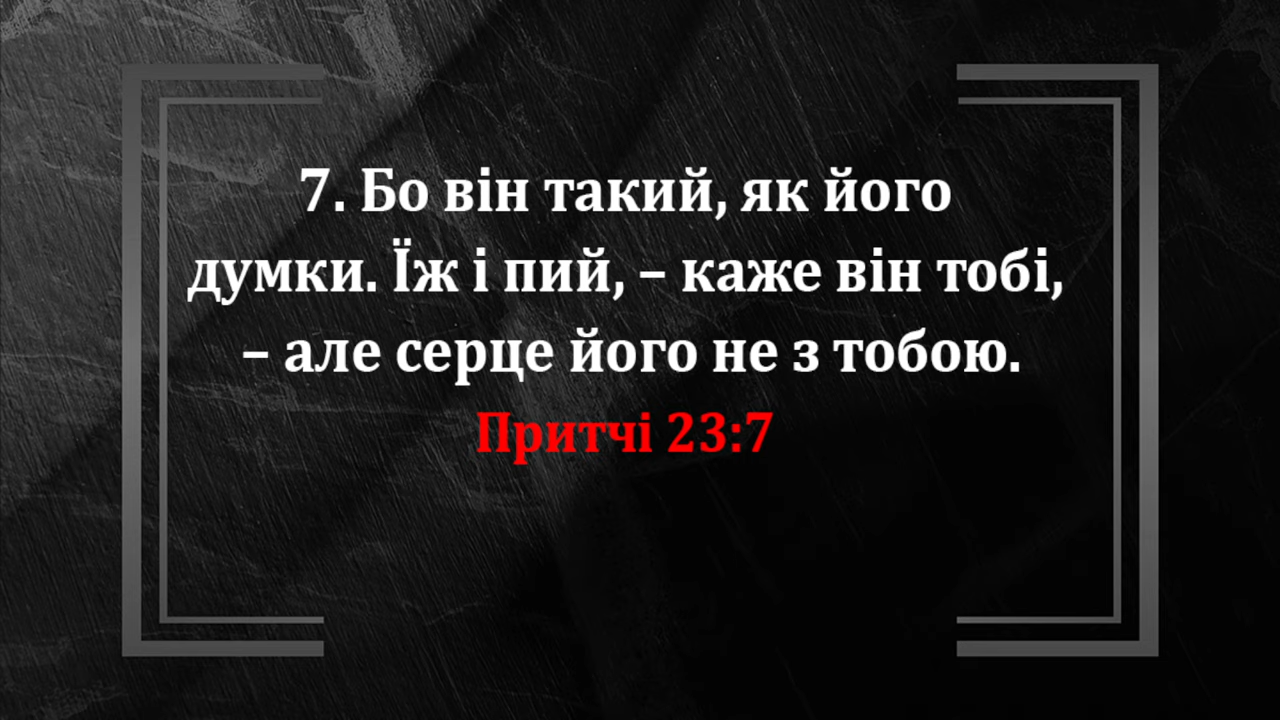 7. Бо він такий, як його
думки. Їж і пий, – каже він тобі,
– але серце його не з тобою.
Притчі 23:7